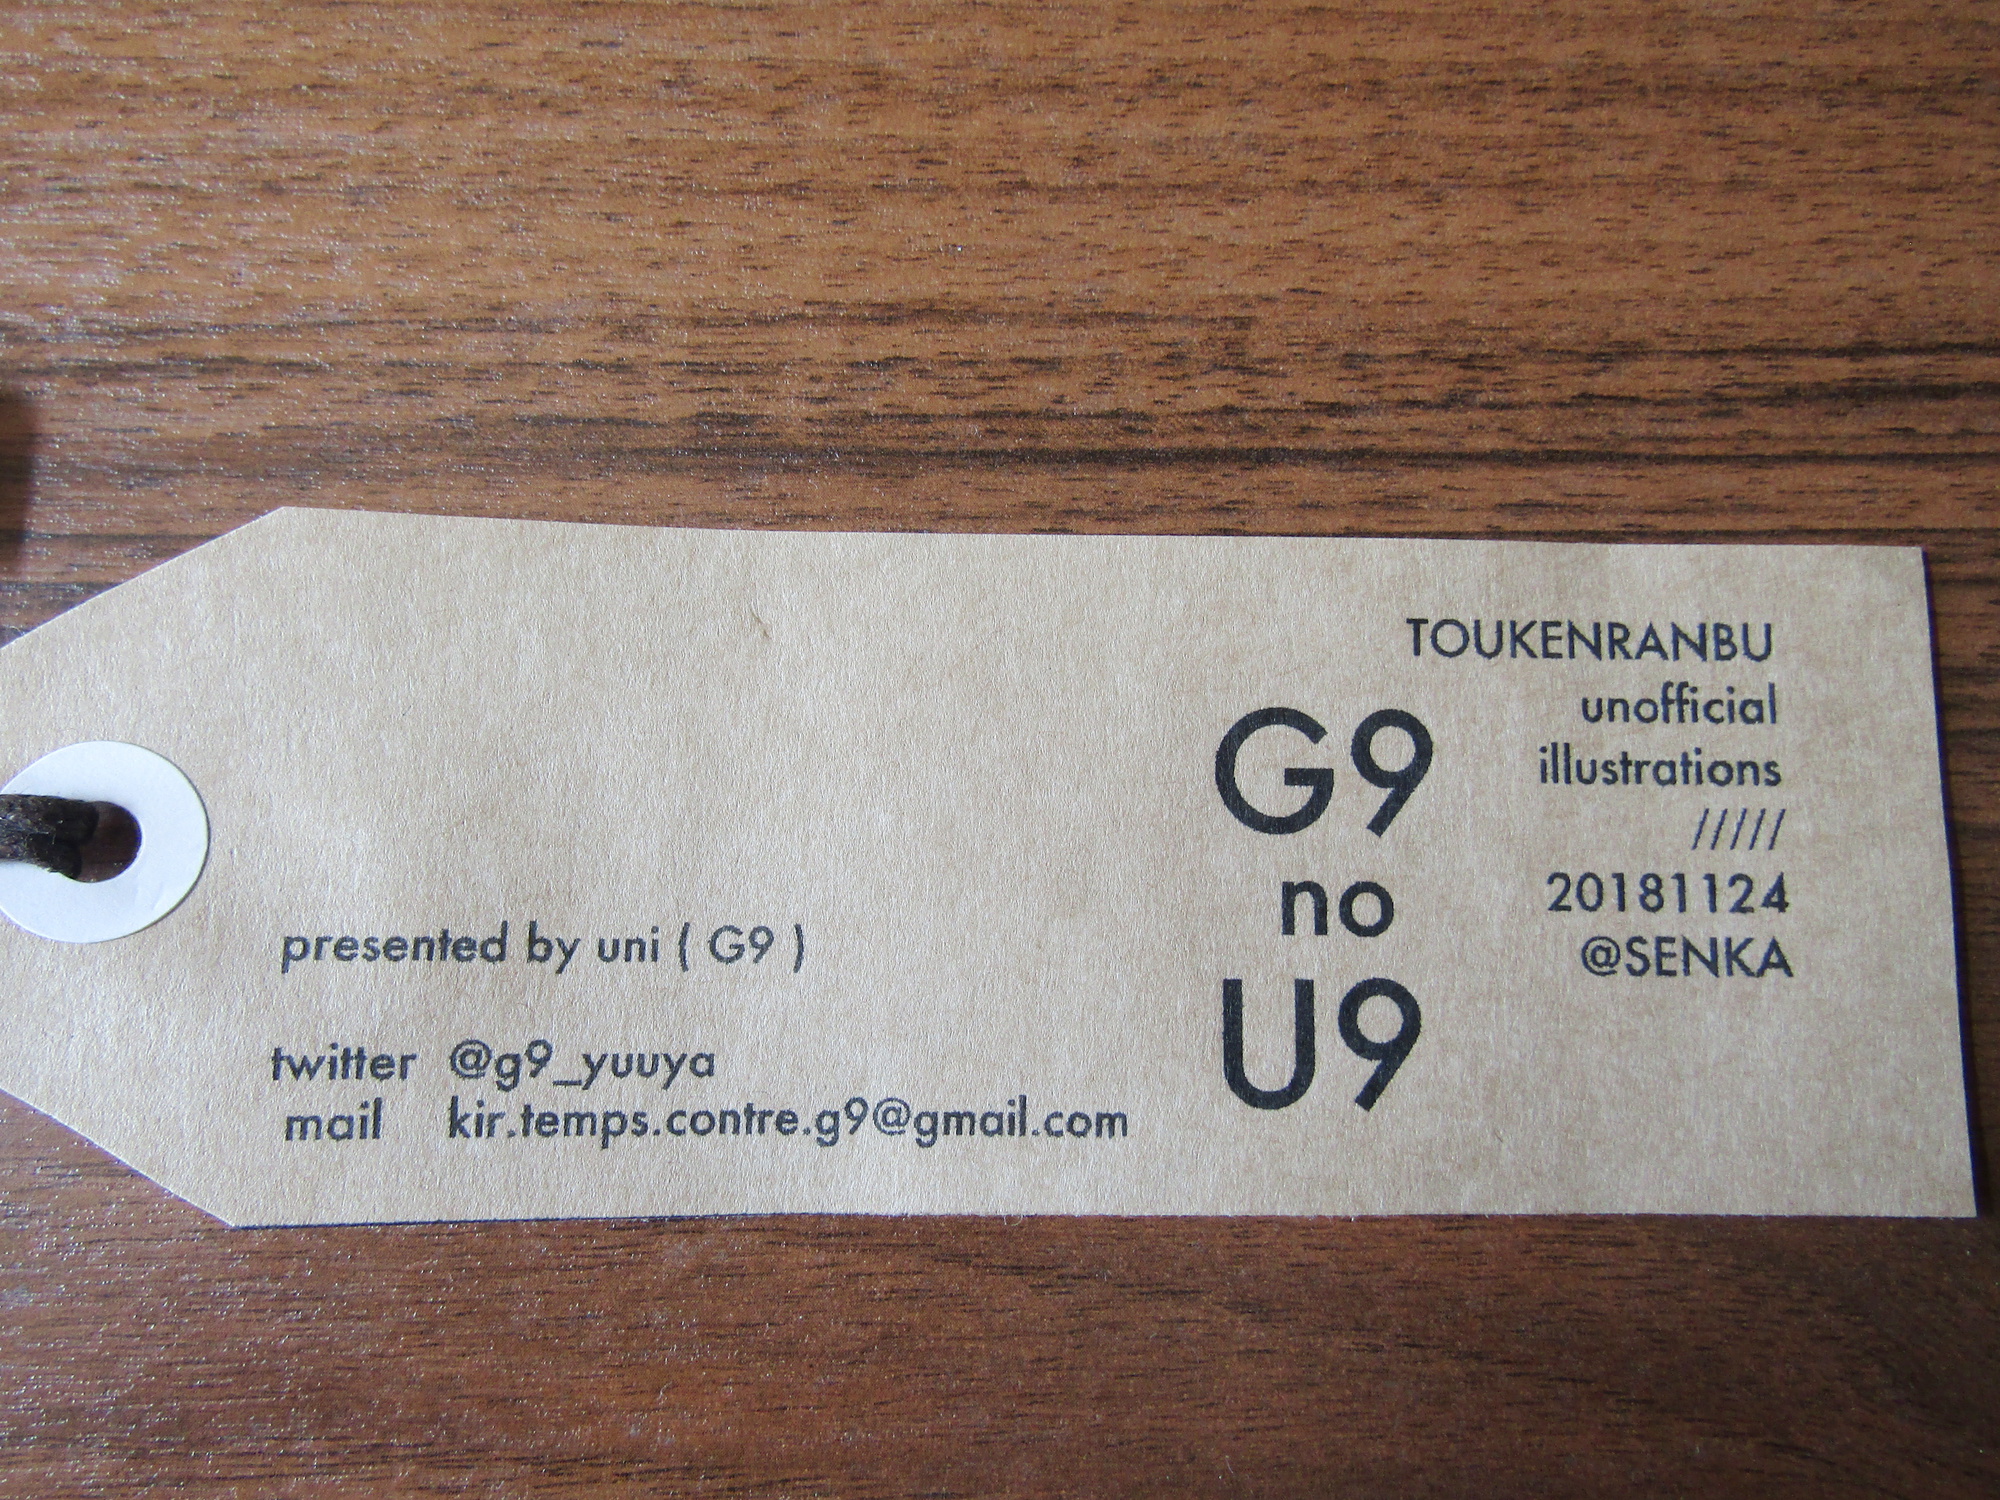 TOUKENRANBU
unofficial
illustrations
/////
20181124
@SENKA
G9
no
U9
presented by uni ( G9 )
twitter @g9_yuuya
mail kir.temps.contre.g9@gmail.com